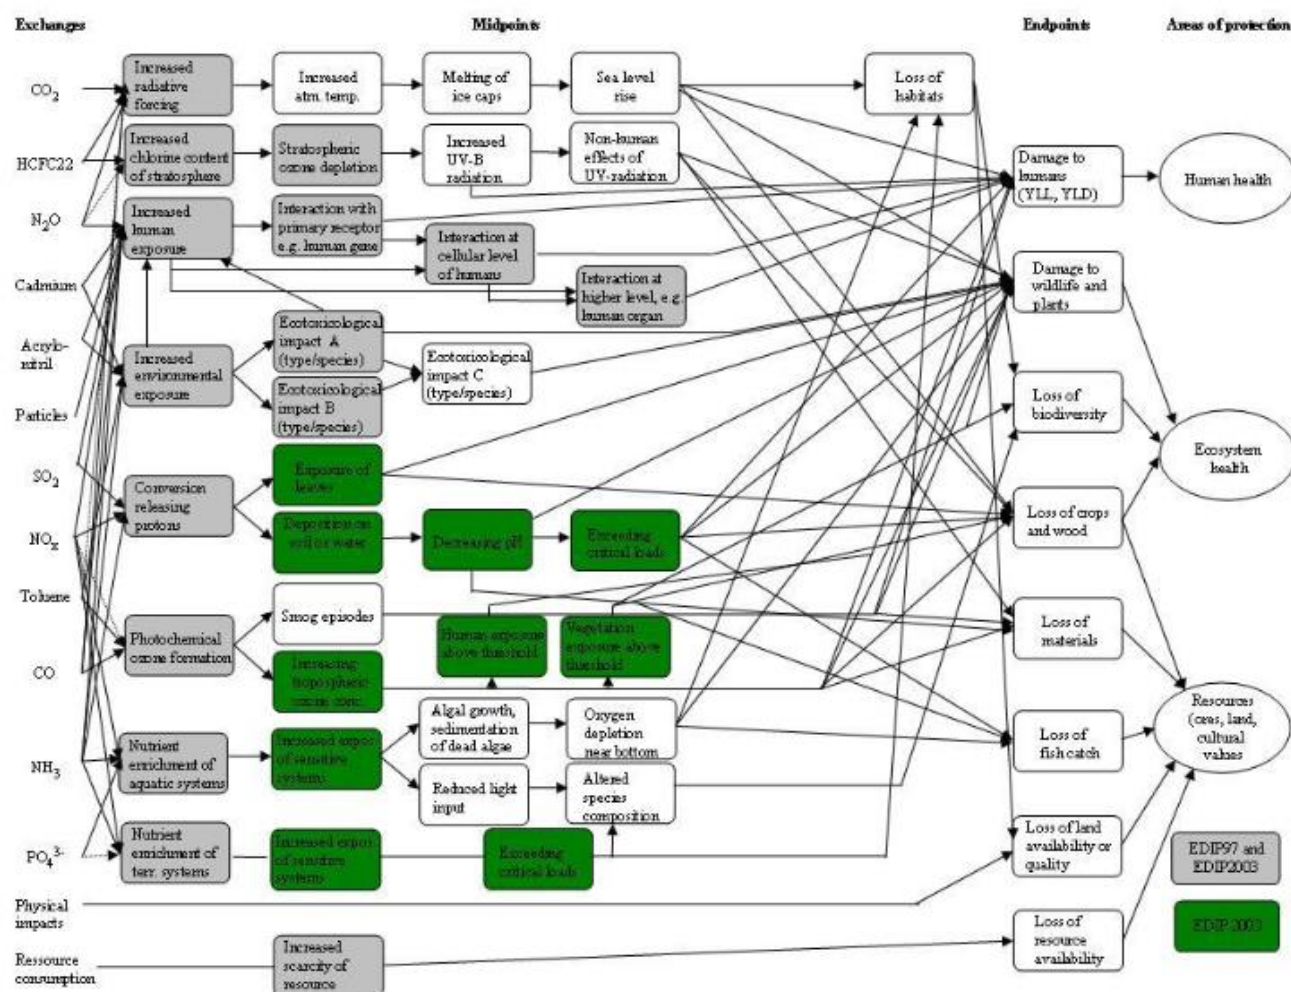 Exchanges
Midpoints
Endpoints
Areas of protection
CO2
Increased
radiative
forcing
Increased
atm. temp.
Melting of
ice caps
Sea level
rise
Loss of
habitats
HCFC22
Increased
chlorine content
of stratosphere
Stratospheric
ozone depletion
Increased
UV-B
radiation
Non-human
effects of
UV-radiation
Damage to
humans
(YLL, YLD)
Human health
N2O
Increased
human
exposure
Interaction with
primary receptor
e.g. human gene
Interaction at
cellular level
of humans
Interaction at
higher level, e.g.
human organ
Damage to
wildlife and
plants
Cadmium
Acrylo-
nitril
Increased
environmental
exposure
Ecotoxicological
impact A
(type/species)
Ecotoxicological
impact B
(type/species)
Ecotoxicological
impact C
(type/species)
Loss of
biodiversity
Particles
Ecosystem
health
SO2
Conversion
releasing
protons
Exposure of
leaves
Deposition on
soil or water
Decreasing pH
Exceeding
critical loads
Loss of crops
and wood
NOx
Toluene
Photochemical
ozone formation
Smog episodes
Increasing
tropospheric
ozone conc.
Human exposure
above threshold
Vegetation
exposure above
threshold
Loss of
materials
CO
Algal growth,
sedimentation
of dead algae
Oxygen
depletion
near bottom
Loss of
fish catch
Resources
(ores, land,
cultural
values
NH3
Nutrient
enrichment of
aquatic systems
Increased expos
of sensitive
systems
Reduced light
input
Altered
species
composition
PO4 3-
Nutrient
enrichment of
terr. systems
Increased expos.
of sensitive
systems
Exceeding
critical loads
Loss of land
availability or
quality
EDIP97 and
EDIP2003
Physical
impacts
EDIP 2003
Ressource
consumption
Increased
scarcity of
resource
Loss of
resource
availability